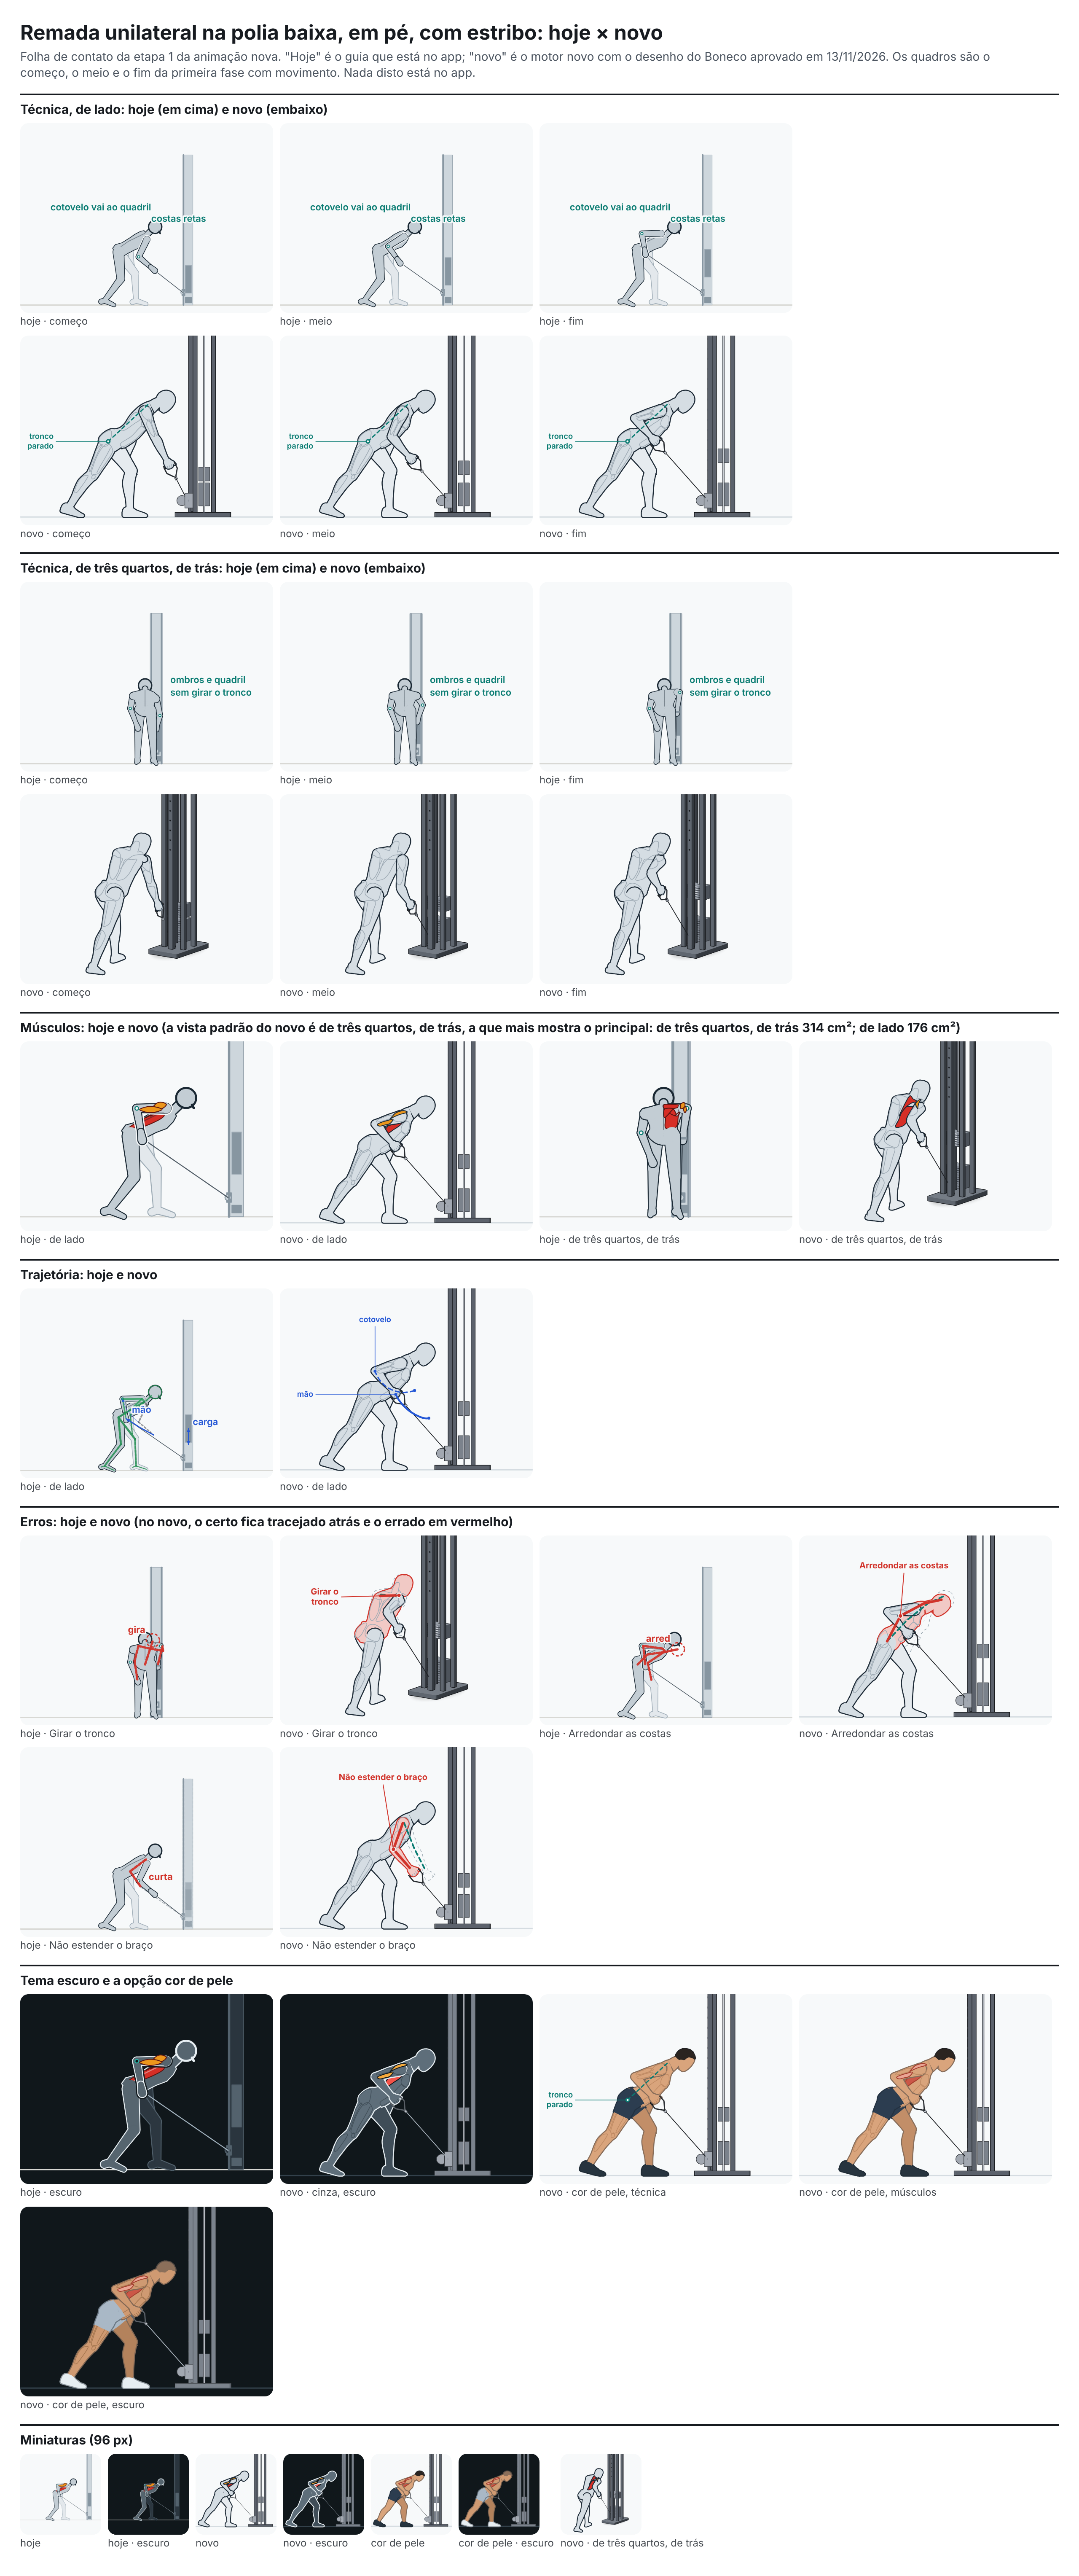 Remada unilateral na polia baixa, em pé, com estribo: hoje × novo
Folha de contato da etapa 1 da animação nova. "Hoje" é o guia que está no app; "novo" é o motor novo com o desenho do Boneco aprovado em 13/11/2026. Os quadros são o
começo, o meio e o fim da primeira fase com movimento. Nada disto está no app.
Técnica, de lado: hoje (em cima) e novo (embaixo)
cotovelo vai ao quadril
costas retas
cotovelo vai ao quadril
costas retas
cotovelo vai ao quadril
costas retas
hoje · começo
hoje · meio
hoje · fim
tronco
parado
tronco
parado
tronco
parado
novo · começo
novo · meio
novo · fim
Técnica, de três quartos, de trás: hoje (em cima) e novo (embaixo)
ombros e quadril
sem girar o tronco
ombros e quadril
sem girar o tronco
ombros e quadril
sem girar o tronco
hoje · começo
hoje · meio
hoje · fim
novo · começo
novo · meio
novo · fim
Músculos: hoje e novo (a vista padrão do novo é de três quartos, de trás, a que mais mostra o principal: de três quartos, de trás 314 cm²; de lado 176 cm²)
hoje · de lado
novo · de lado
hoje · de três quartos, de trás
novo · de três quartos, de trás
Trajetória: hoje e novo
mão
carga
cotovelo
mão
hoje · de lado
novo · de lado
Erros: hoje e novo (no novo, o certo fica tracejado atrás e o errado em vermelho)
gira
Girar o
tronco
arred
Arredondar as costas
hoje · Girar o tronco
novo · Girar o tronco
hoje · Arredondar as costas
novo · Arredondar as costas
curta
Não estender o braço
hoje · Não estender o braço
novo · Não estender o braço
Tema escuro e a opção cor de pele
tronco
parado
hoje · escuro
novo · cinza, escuro
novo · cor de pele, técnica
novo · cor de pele, músculos
novo · cor de pele, escuro
Miniaturas (96 px)
hoje
hoje · escuro
novo
novo · escuro
cor de pele
cor de pele · escuro
novo · de três quartos, de trás